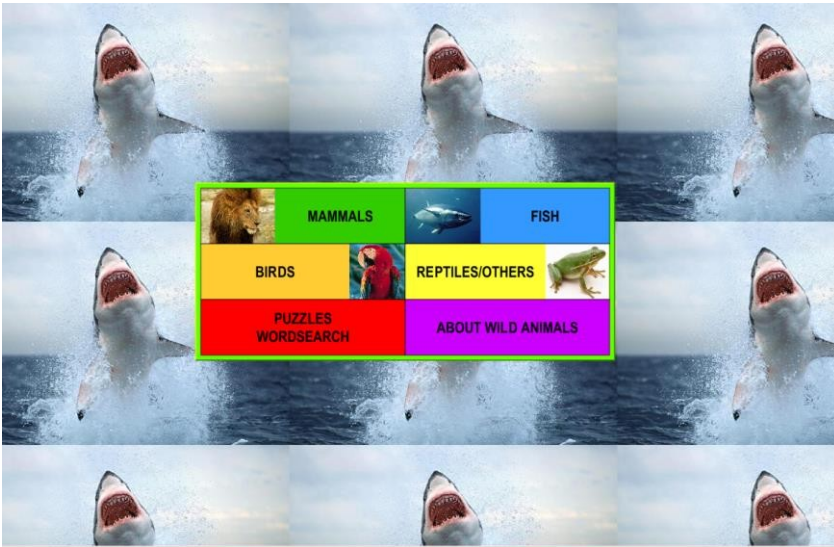 MAMMALS
FISH
BIRDS
REPTILES/OTHERS
PUZZLES
WORDSEARCH
ABOUT WILD ANIMALS